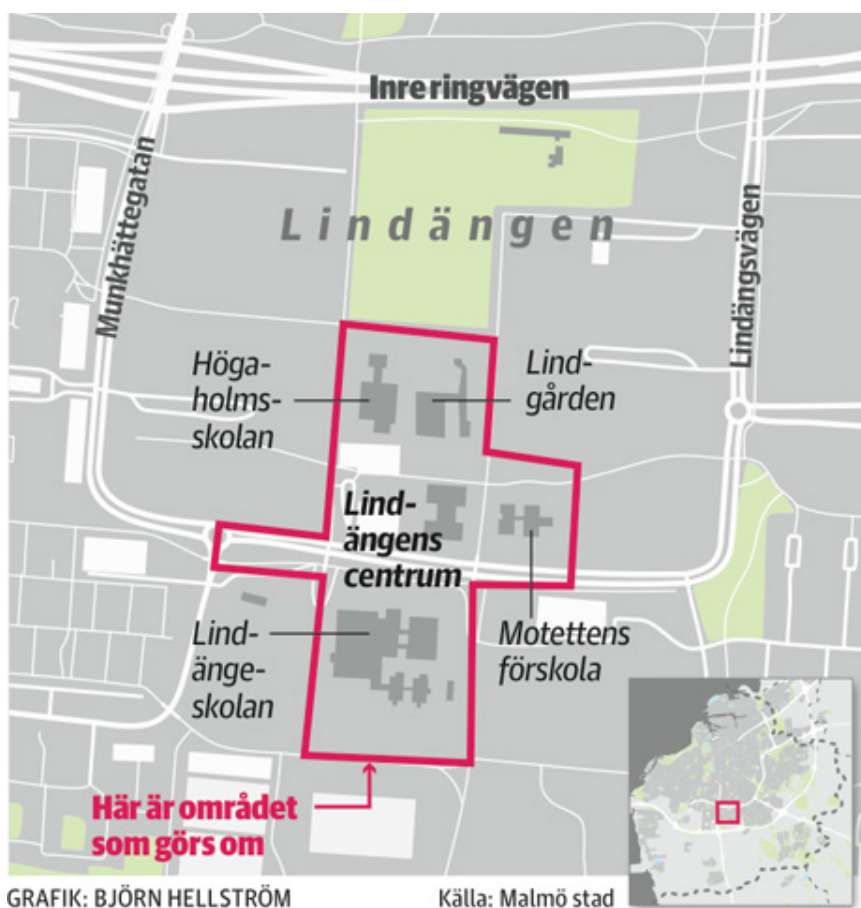 Inre ringvägen
Munkhättegatan
Lindängen
Lindängsvägen
Höga-
holms-
skolan
Lind-
gården
Lind-
ängens
centrum
Lind-
änge-
skolan
Motettens
förskola
Här är området
som görs om
GRAFIK: BJÖRN HELLSTRÖM
Källa: Malmö stad